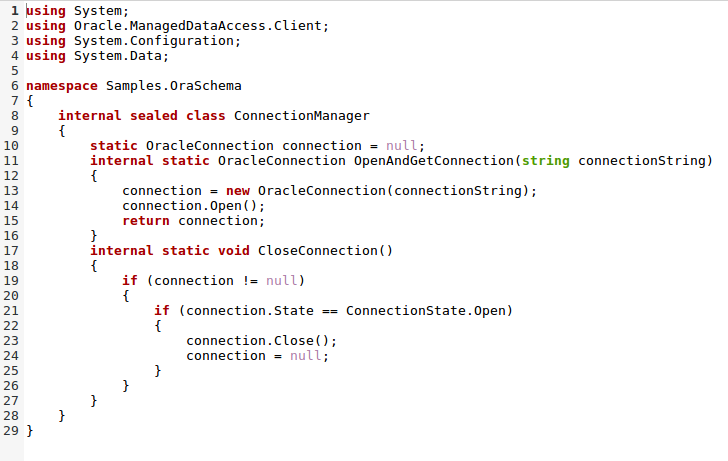 1 using System;
2 using Oracle.ManagedDataAccess.Client;
3 using System.Configuration;
4 using System.Data;
5
6 namespace Samples.OraSchema
7 {
8     internal sealed class ConnectionManager
9     {
10         static OracleConnection connection = null;
11         internal static OracleConnection OpenAndGetConnection(string connectionString)
12         {
13             connection = new OracleConnection(connectionString);
14             connection.Open();
15             return connection;
16         }
17         internal static void CloseConnection()
18         {
19             if (connection != null)
20             {
21                 if (connection.State == ConnectionState.Open)
22                 {
23                     connection.Close();
24                     connection = null;
25                 }
26             }
27         }
28     }
29 }